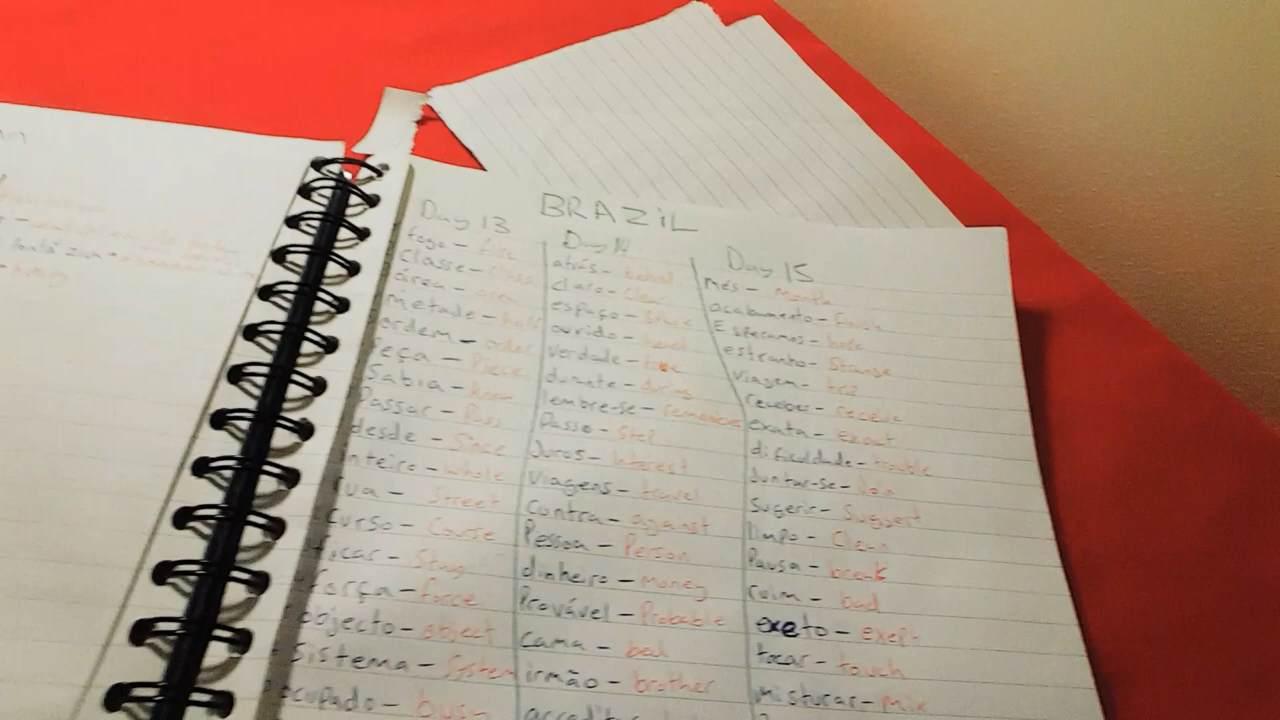 BRAZiL
Day 13
fogo - fire
classe - class
área - area
metade - half
ordem - order
Peça - Piece
Sabia - know
Passar - Pass
desde - Since
inteiro - whole
rua - Street
curso - Course
ficar - Stay
força - force
objecto - object
Sistema - System
ocupado - busy
Day 14
atrás - behind
claro - Clear
espaço - Space
ouvido - heard
Verdade - true
durante - during
lembre-se - remember
Passo - Step
Juros - Interest
Viagens - travel
Contra - against
Pessoa - Person
dinheiro - money
Provável - Probable
cama - bed
irmão - brother
Day 15
mês - Month
acabamento - finish
Esperamos -
estranho - Strange
Viagem - trip
receber - receive
exata - exact
dificuldade - trouble
Juntar-se - Join
Sugerir - Suggest
limpo - Clean
Pausa - break
ruim - bad
exeto - exept
tocar - touch
misturar - mix